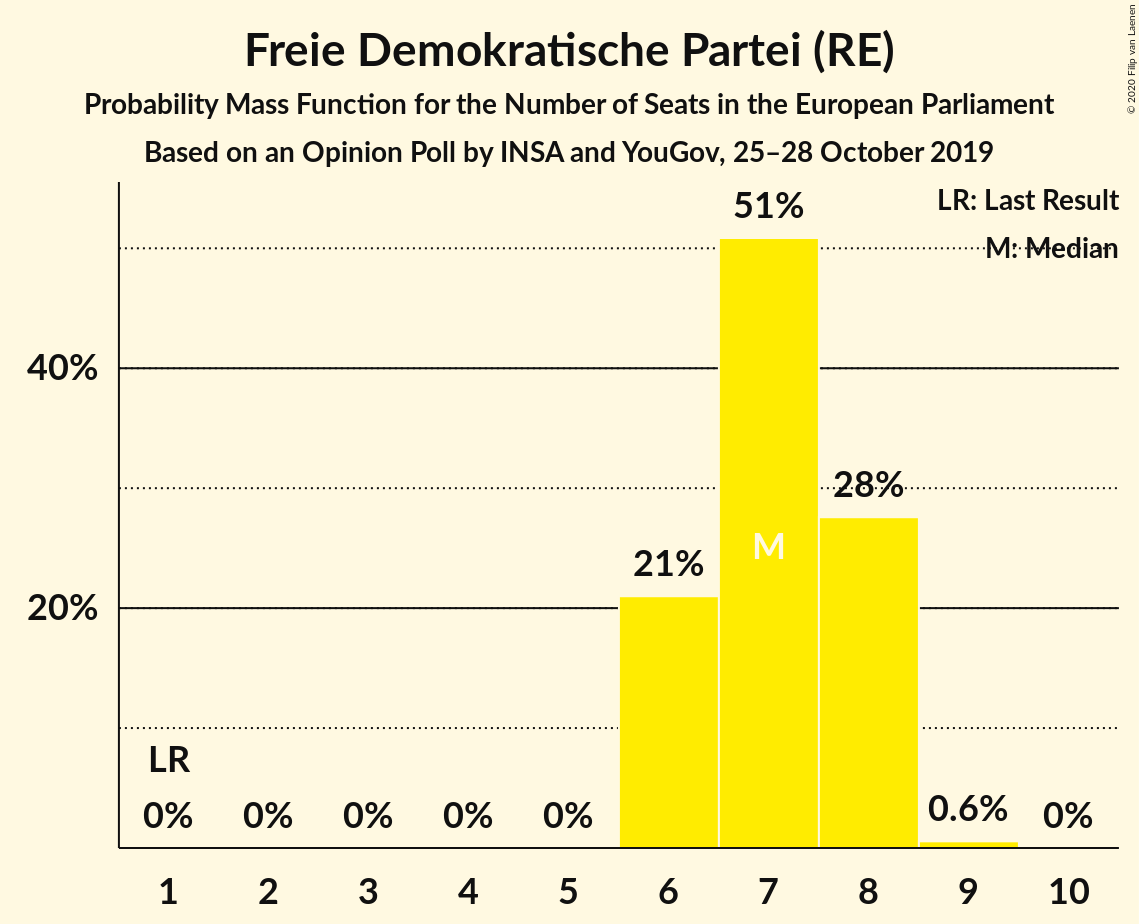 Freie Demokratische Partei (RE)
Probability Mass Function for the Number of Seats in the European Parliament
Based on an Opinion Poll by INSA and YouGov, 25–28 October 2019
© 2020 Filip van Laenen
LR: Last Result
M: Median
51%
40%
28%
M
21%
20%
LR
0% 0% 0% 0% 0% 0.6% 0%
1 2 3 4 5 6 7 8 9 10